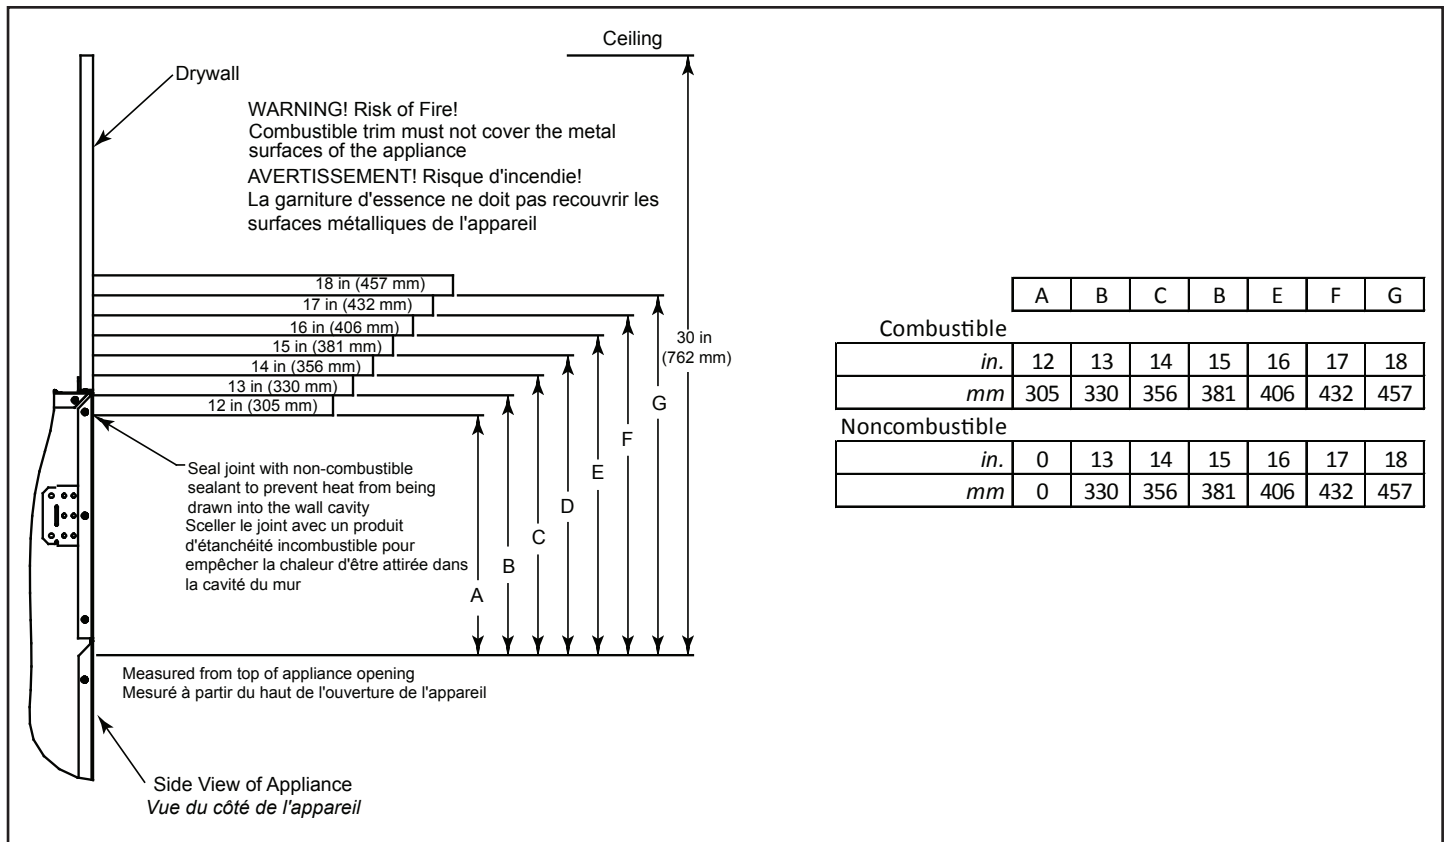 Ceiling
Drywall
WARNING! Risk of Fire!
Combustible trim must not cover the metal
surfaces of the appliance
AVERTISSEMENT! Risque d'incendie!
La garniture d'essence ne doit pas recouvrir les
surfaces métalliques de l'appareil
18 in (457 mm)
17 in (432 mm)
16 in (406 mm)
15 in (381 mm)
14 in (356 mm)
13 in (330 mm)
12 in (305 mm)
30 in
(762 mm)
G
F
E
D
C
B
A
Seal joint with non-combustible
sealant to prevent heat from being
drawn into the wall cavity
Sceller le joint avec un produit
d'étanchéité incombustible pour
empêcher la chaleur d'être attirée dans
la cavité du mur
Measured from top of appliance opening
Mesuré à partir du haut de l'ouverture de l'appareil
Side View of Appliance
Vue du côté de l'appareil
A B C B E F G
Combustible
in. 12 13 14 15 16 17 18
mm 305 330 356 381 406 432 457
Noncombustible
in. 0 13 14 15 16 17 18
mm 0 330 356 381 406 432 457